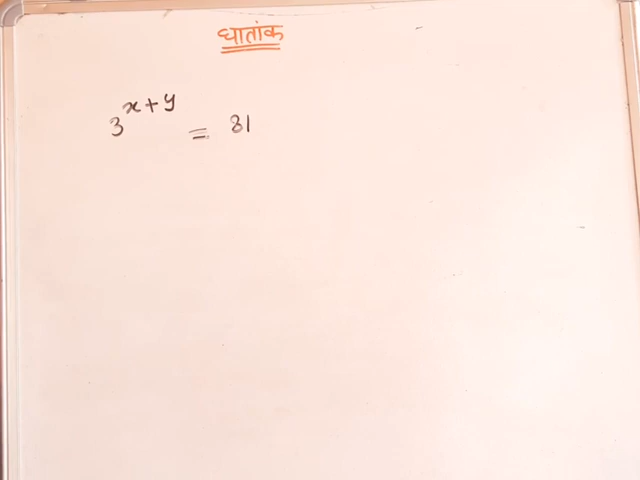 घातांक
3^{x+y} = 81